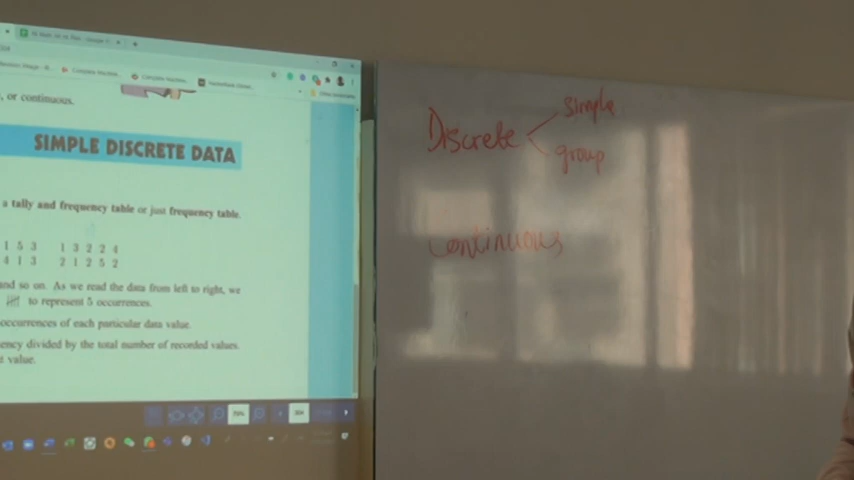 , or continuous.
SIMPLE DISCRETE DATA
a tally and frequency table or just frequency table.
1 5 3 1 3 2 2 4
4 1 3 2 1 2 5 2
and so on. As we read the data from left to right, we
to represent 5 occurrences.
occurrences of each particular data value.
ency divided by the total number of recorded values.
value.
70%
304
Discrete
simple
group
continuous